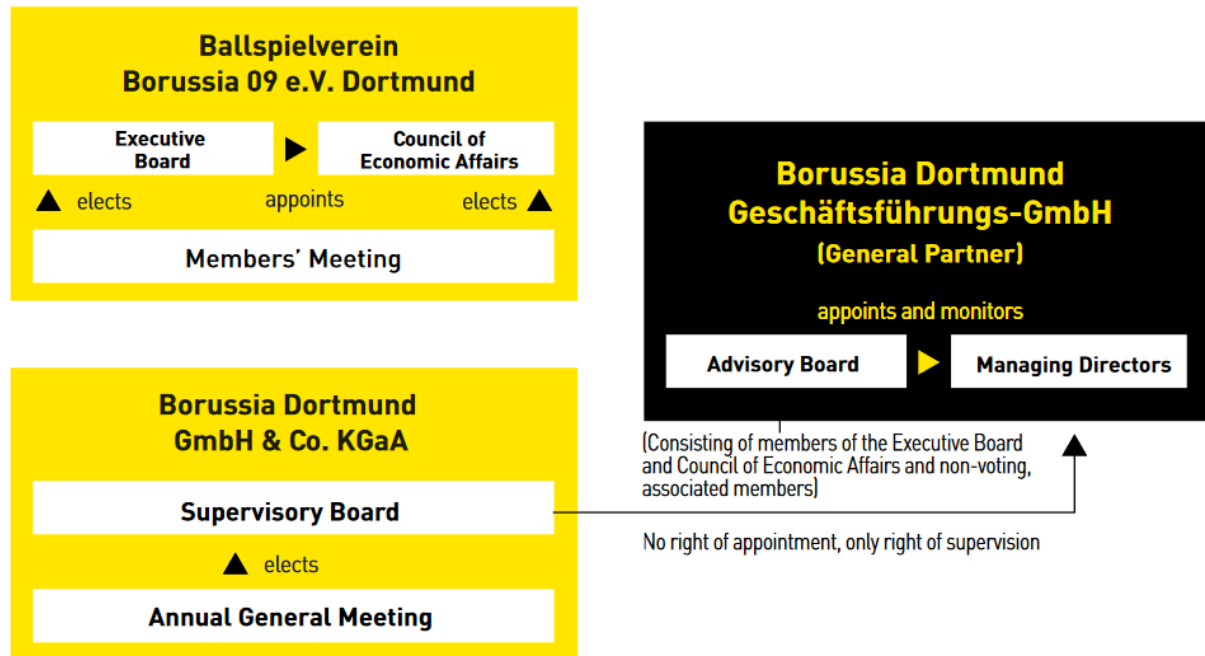 Ballspielverein
Borussia 09 e.V. Dortmund
Executive
Board
Council of
Economic Affairs
elects
appoints
elects
Members’ Meeting
Borussia Dortmund
GmbH & Co. KGaA
Supervisory Board
elects
Annual General Meeting
Borussia Dortmund
Geschäftsführungs-GmbH
(General Partner)
appoints and monitors
Advisory Board
Managing Directors
(Consisting of members of the Executive Board
and Council of Economic Affairs and non-voting,
associated members)
No right of appointment, only right of supervision